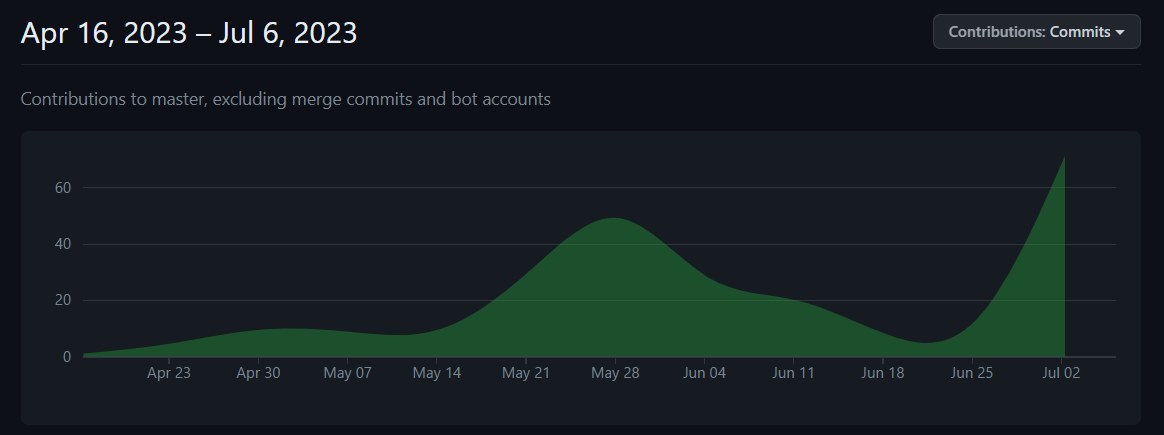 Apr 16, 2023 – Jul 6, 2023
Contributions: Commits
Contributions to master, excluding merge commits and bot accounts
60
40
20
0
Apr 23 Apr 30 May 07 May 14 May 21 May 28 Jun 04 Jun 11 Jun 18 Jun 25 Jul 02